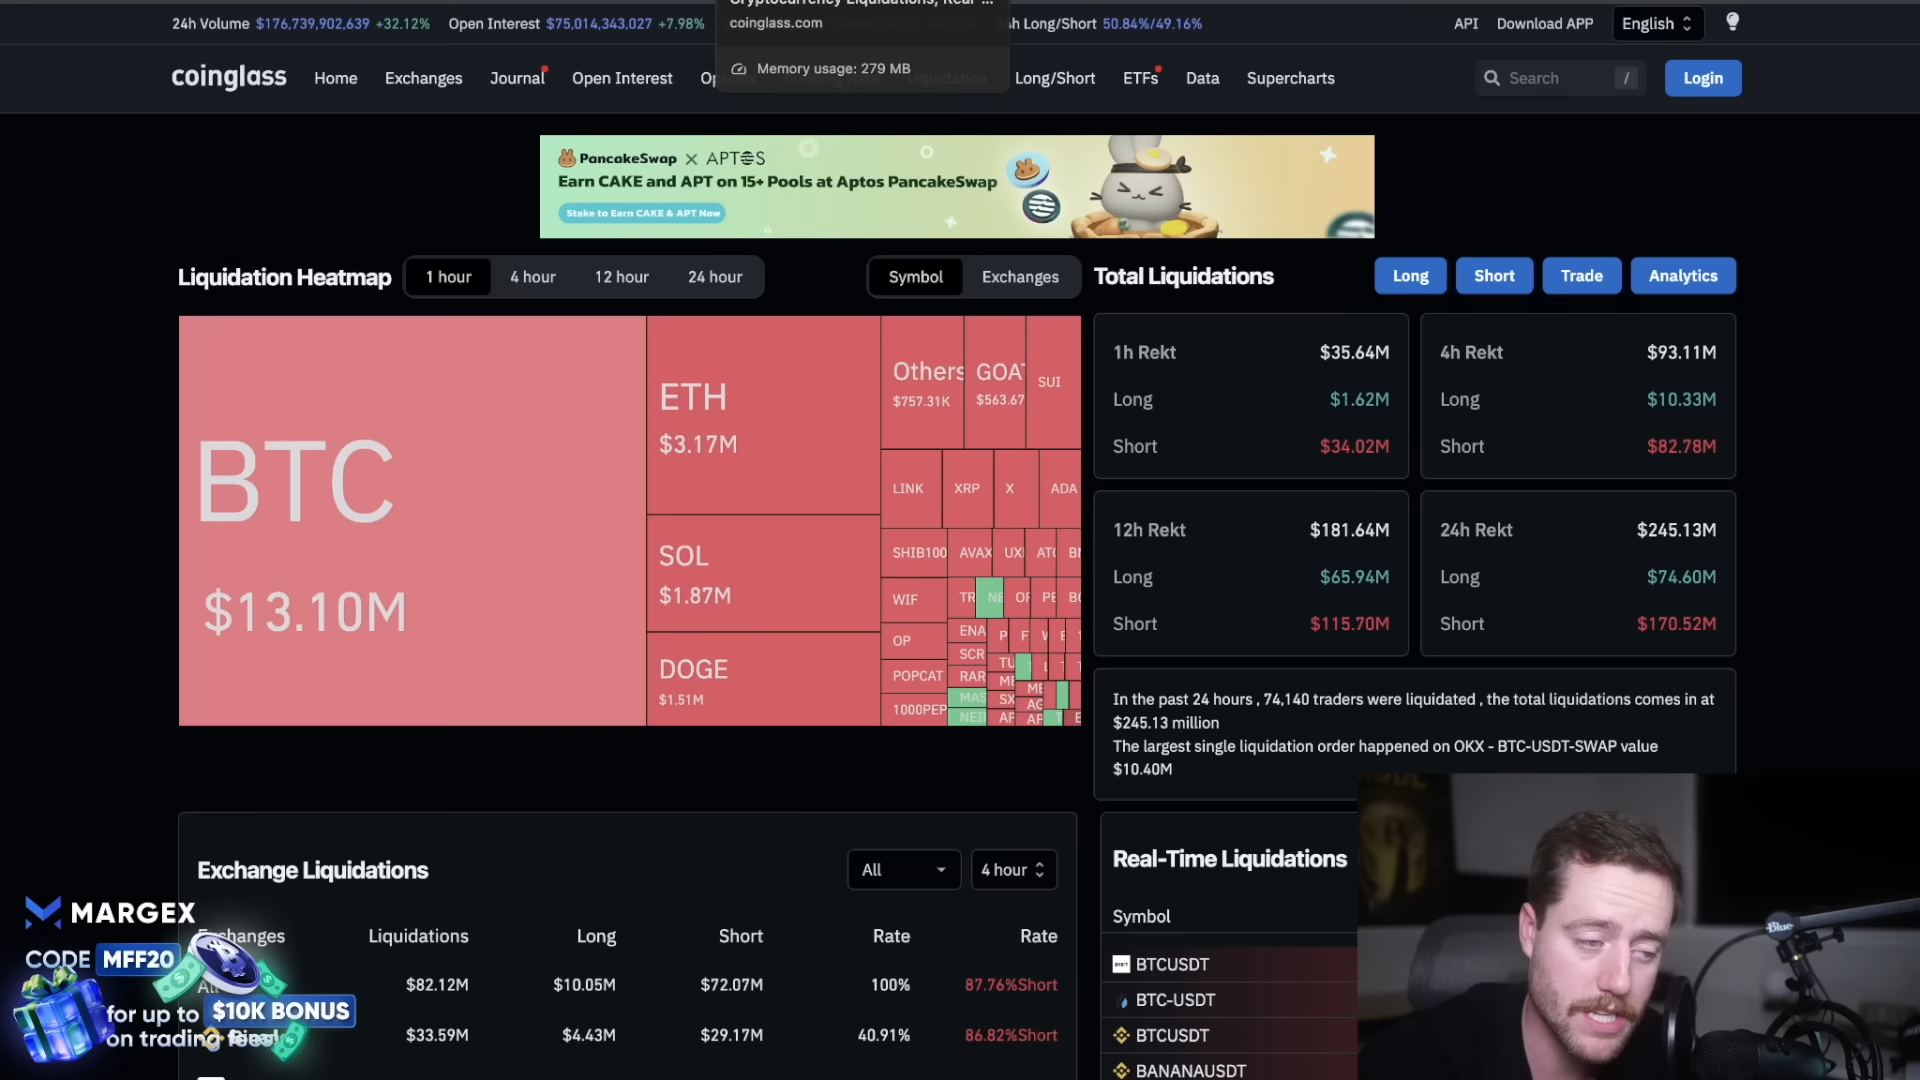 24h Volume $176,739,902,639 +32.12% Open Interest $75,014,343,027 +7.98% Long/Short 50.84%/49.16% API Download APP English
coinglass.com
Memory usage: 279 MB
coinglass Home Exchanges Journal Open Interest Long/Short ETFs Data Supercharts Search / Login
PancakeSwap X APTOS
Earn CAKE and APT on 15+ Pools at Aptos PancakeSwap
Stake to Earn CAKE & APT Now
Liquidation Heatmap 1 hour 4 hour 12 hour 24 hour Symbol Exchanges
BTC
$13.10M
ETH
$3.17M
SOL
$1.87M
DOGE
$1.51M
Others
$757.31K
$563.67
SUI
LINK XRP X ADA
SHIB100 AVAX
WIF
OP
POPCAT
1000PEP
ENA
SCR
RAR
Total Liquidations Long Short Trade Analytics
1h Rekt $35.64M
Long $1.62M
Short $34.02M
4h Rekt $93.11M
Long $10.33M
Short $82.78M
12h Rekt $181.64M
Long $65.94M
Short $115.70M
24h Rekt $245.13M
Long $74.60M
Short $170.52M
In the past 24 hours , 74,140 traders were liquidated , the total liquidations comes in at
$245.13 million
The largest single liquidation order happened on OKX - BTC-USDT-SWAP value
$10.40M
Exchange Liquidations All 4 hour
Exchanges Liquidations Long Short Rate Rate
All $82.12M $10.05M $72.07M 100% 87.76%Short
$33.59M $4.43M $29.17M 40.91% 86.82%Short
MARGEX
CODE MFF20
for up to $10K BONUS
on trading fees
Real-Time Liquidations
Symbol
BTCUSDT
BTC-USDT
BTCUSDT
BANANAUSDT
Blue